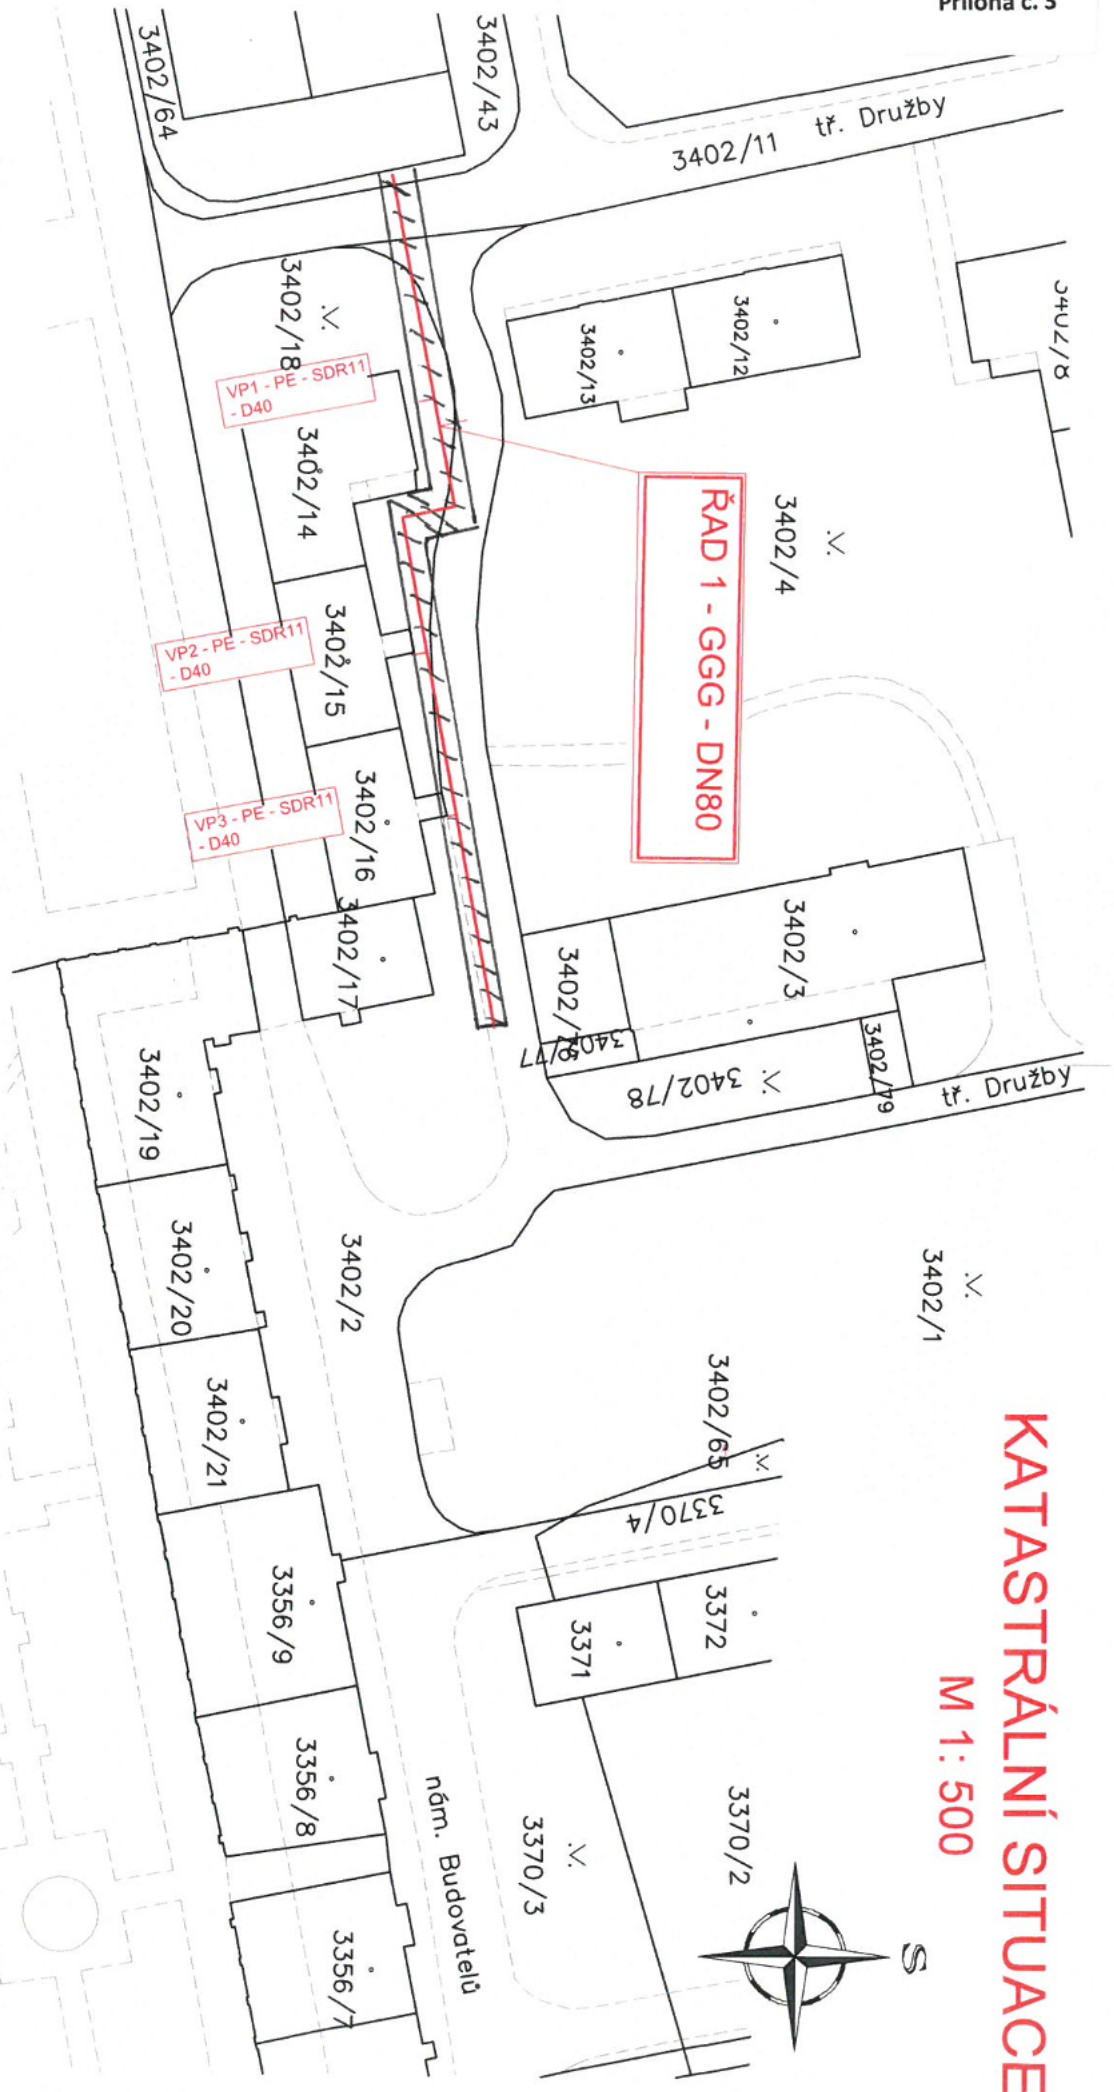 Příloha č. 3
KATASTRÁLNÍ SITUACE
M 1: 500
S
tř. Družby
3402/11
3402/43
3402/64
3402/18
3402/12
3402/13
3402/8
VP1 - PE - SDR11
- D40
3402/14
3402/4
ŘAD 1 - GGG - DN80
VP2 - PE - SDR11
- D40
3402/15
VP3 - PE - SDR11
- D40
3402/16
3402/17
3402/3
3402/78
3402/79
tř. Družby
3402/19
3402/20
3402/2
3402/1
3402/21
3402/65
3370/4
3356/9
3371
3372
3356/8
3370/2
3370/3
nám. Budovatelů
3356/7